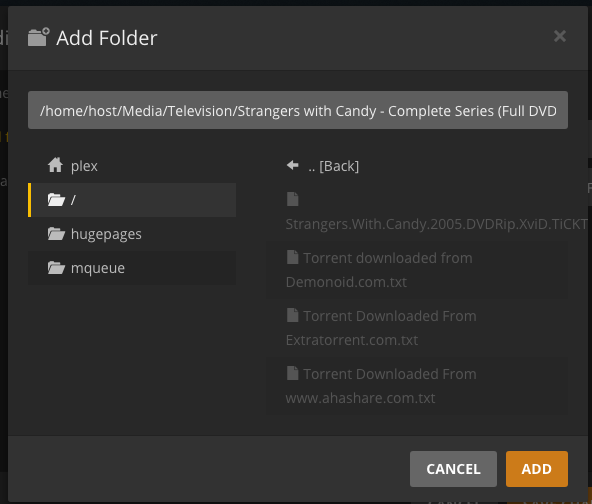 Add Folder
/home/host/Media/Television/Strangers with Candy - Complete Series (Full DVD
plex
.. [Back]
/
hugepages
mqueue
Strangers.With.Candy.2005.DVDRip.XviD.TiCKT
Torrent downloaded from
Demonoid.com.txt
Torrent Downloaded From
Extratorrent.com.txt
Torrent Downloaded From
www.ahashare.com.txt
CANCEL
ADD